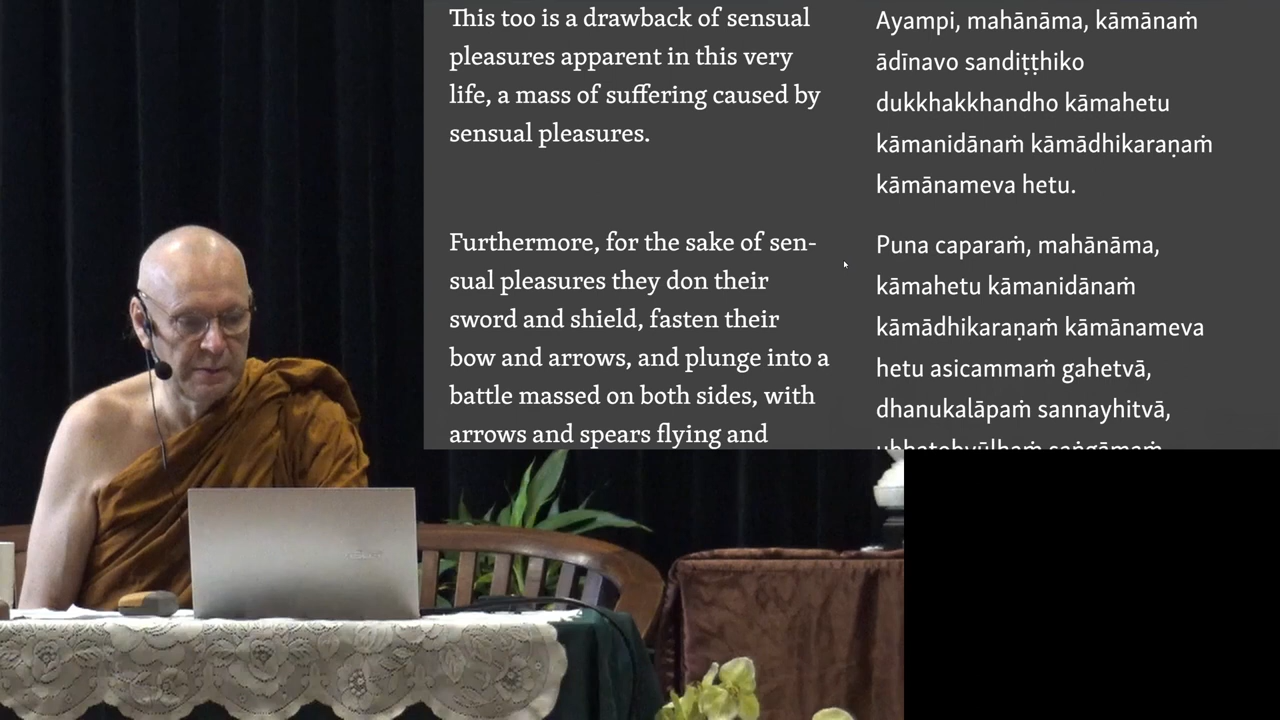 This too is a drawback of sensual
pleasures apparent in this very
life, a mass of suffering caused by
sensual pleasures.
Furthermore, for the sake of sen-
sual pleasures they don their
sword and shield, fasten their
bow and arrows, and plunge into a
battle massed on both sides, with
arrows and spears flying and
Ayampi, mahānāma, kāmānaṁ
ādīnavo sandiṭṭhiko
dukkhakkhandho kāmahetu
kāmanidānaṁ kāmādhikaraṇaṁ
kāmānameva hetu.
Puna caparaṁ, mahānāma,
kāmahetu kāmanidānaṁ
kāmādhikaraṇaṁ kāmānameva
hetu asicammaṁ gahetvā,
dhanukalāpaṁ sannayhitvā,